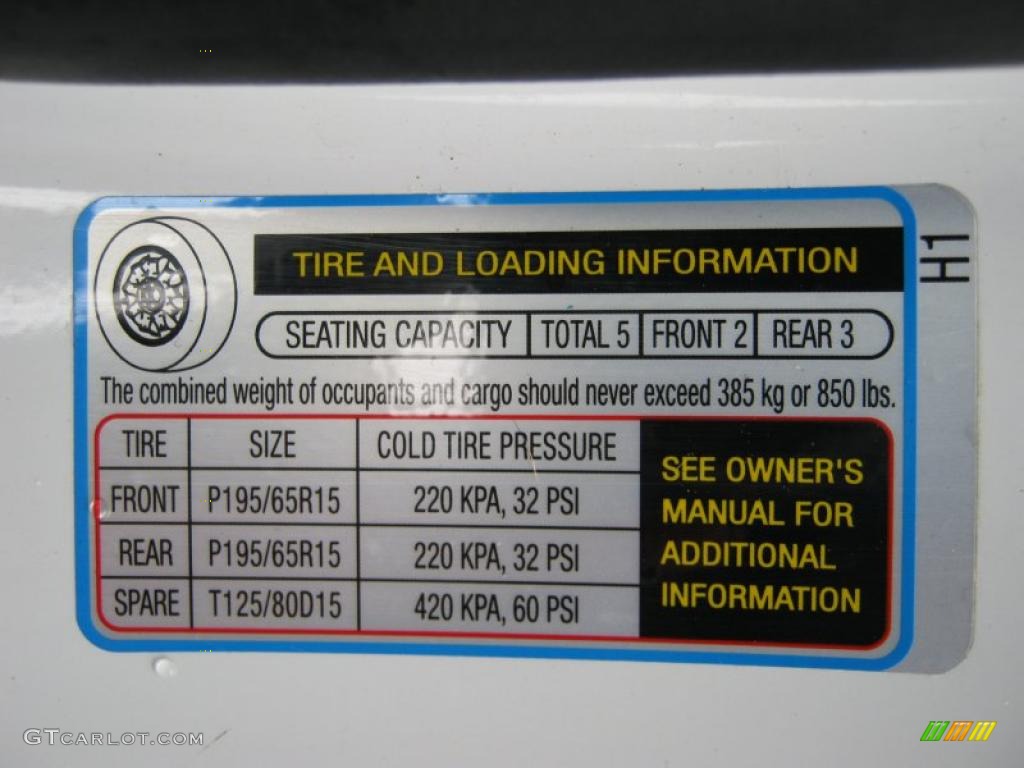 TIRE AND LOADING INFORMATION
H1
SEATING CAPACITY TOTAL 5 FRONT 2 REAR 3
The combined weight of occupants and cargo should never exceed 385 kg or 850 lbs.
TIRE SIZE COLD TIRE PRESSURE
FRONT P195/65R15 220 KPA, 32 PSI
REAR P195/65R15 220 KPA, 32 PSI
SPARE T125/80D15 420 KPA, 60 PSI
SEE OWNER'S
MANUAL FOR
ADDITIONAL
INFORMATION
GTCARLOT.COM